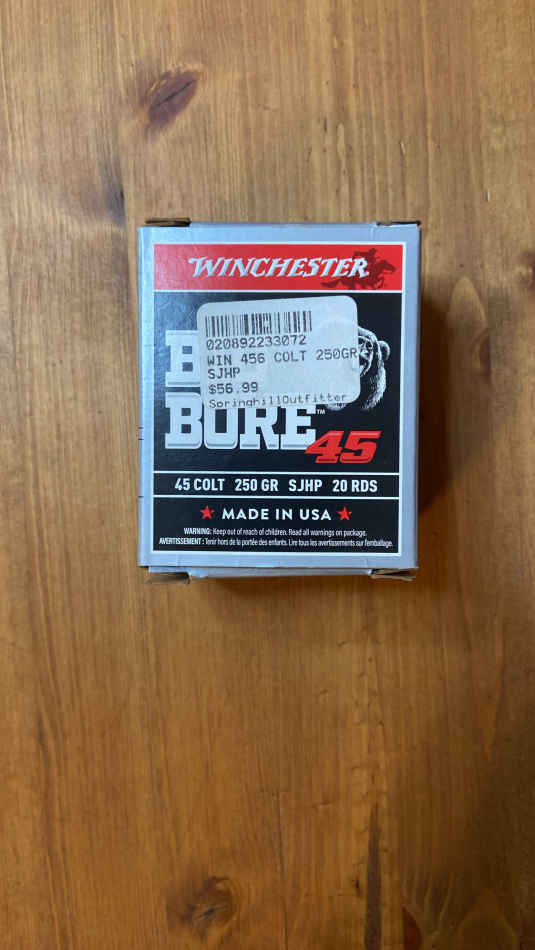 WINCHESTER
020892233072
WIN 456 COLT 250GR
SJHP
$56.99
SpringhillOutfitter
B
BORE™
45
45 COLT 250 GR SJHP 20 RDS
★ MADE IN USA ★
WARNING: Keep out of reach of children. Read all warnings on package.
AVERTISSEMENT : Tenir hors de la portée des enfants. Lire tous les avertissements sur l'emballage.